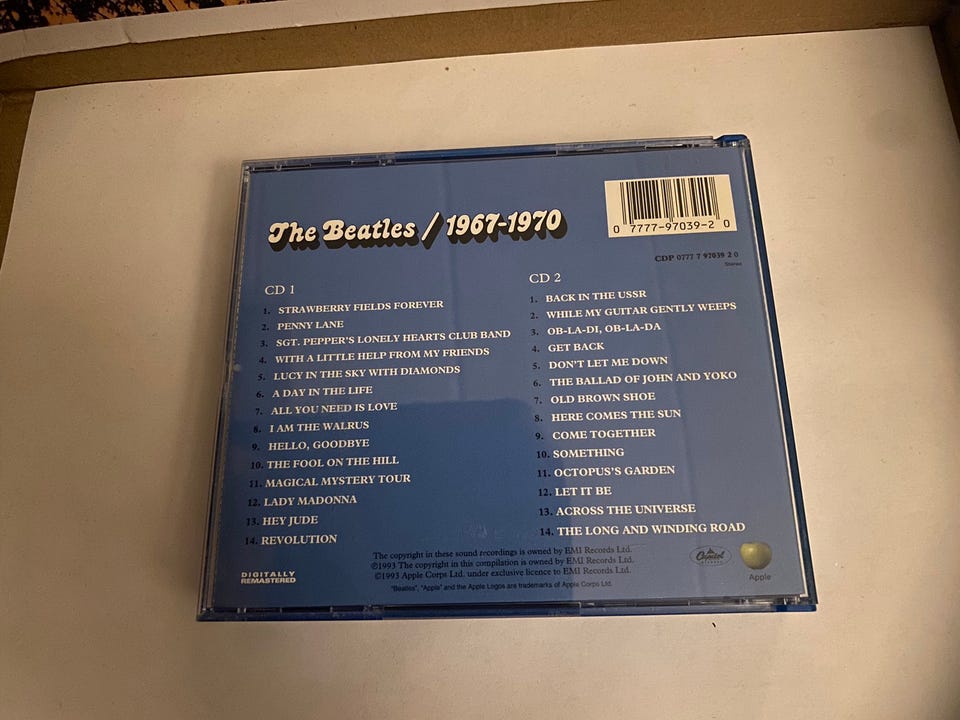 The Beatles / 1967-1970
0 7777-97039-2 0
CDP 0777 7 97039 2 0
Stereo
CD 1
1. STRAWBERRY FIELDS FOREVER
2. PENNY LANE
3. SGT. PEPPER'S LONELY HEARTS CLUB BAND
4. WITH A LITTLE HELP FROM MY FRIENDS
5. LUCY IN THE SKY WITH DIAMONDS
6. A DAY IN THE LIFE
7. ALL YOU NEED IS LOVE
8. I AM THE WALRUS
9. HELLO, GOODBYE
10. THE FOOL ON THE HILL
11. MAGICAL MYSTERY TOUR
12. LADY MADONNA
13. HEY JUDE
14. REVOLUTION
CD 2
1. BACK IN THE USSR
2. WHILE MY GUITAR GENTLY WEEPS
3. OB-LA-DI, OB-LA-DA
4. GET BACK
5. DON'T LET ME DOWN
6. THE BALLAD OF JOHN AND YOKO
7. OLD BROWN SHOE
8. HERE COMES THE SUN
9. COME TOGETHER
10. SOMETHING
11. OCTOPUS'S GARDEN
12. LET IT BE
13. ACROSS THE UNIVERSE
14. THE LONG AND WINDING ROAD
DIGITALLY
REMASTERED
The copyright in these sound recordings is owned by EMI Records Ltd.
℗1993 The copyright in this compilation is owned by EMI Records Ltd.
©1993 Apple Corps Ltd. under exclusive licence to EMI Records Ltd.
"Beatles", "Apple" and the Apple Logos are trademarks of Apple Corps Ltd.
Capitol
RECORDS
Apple